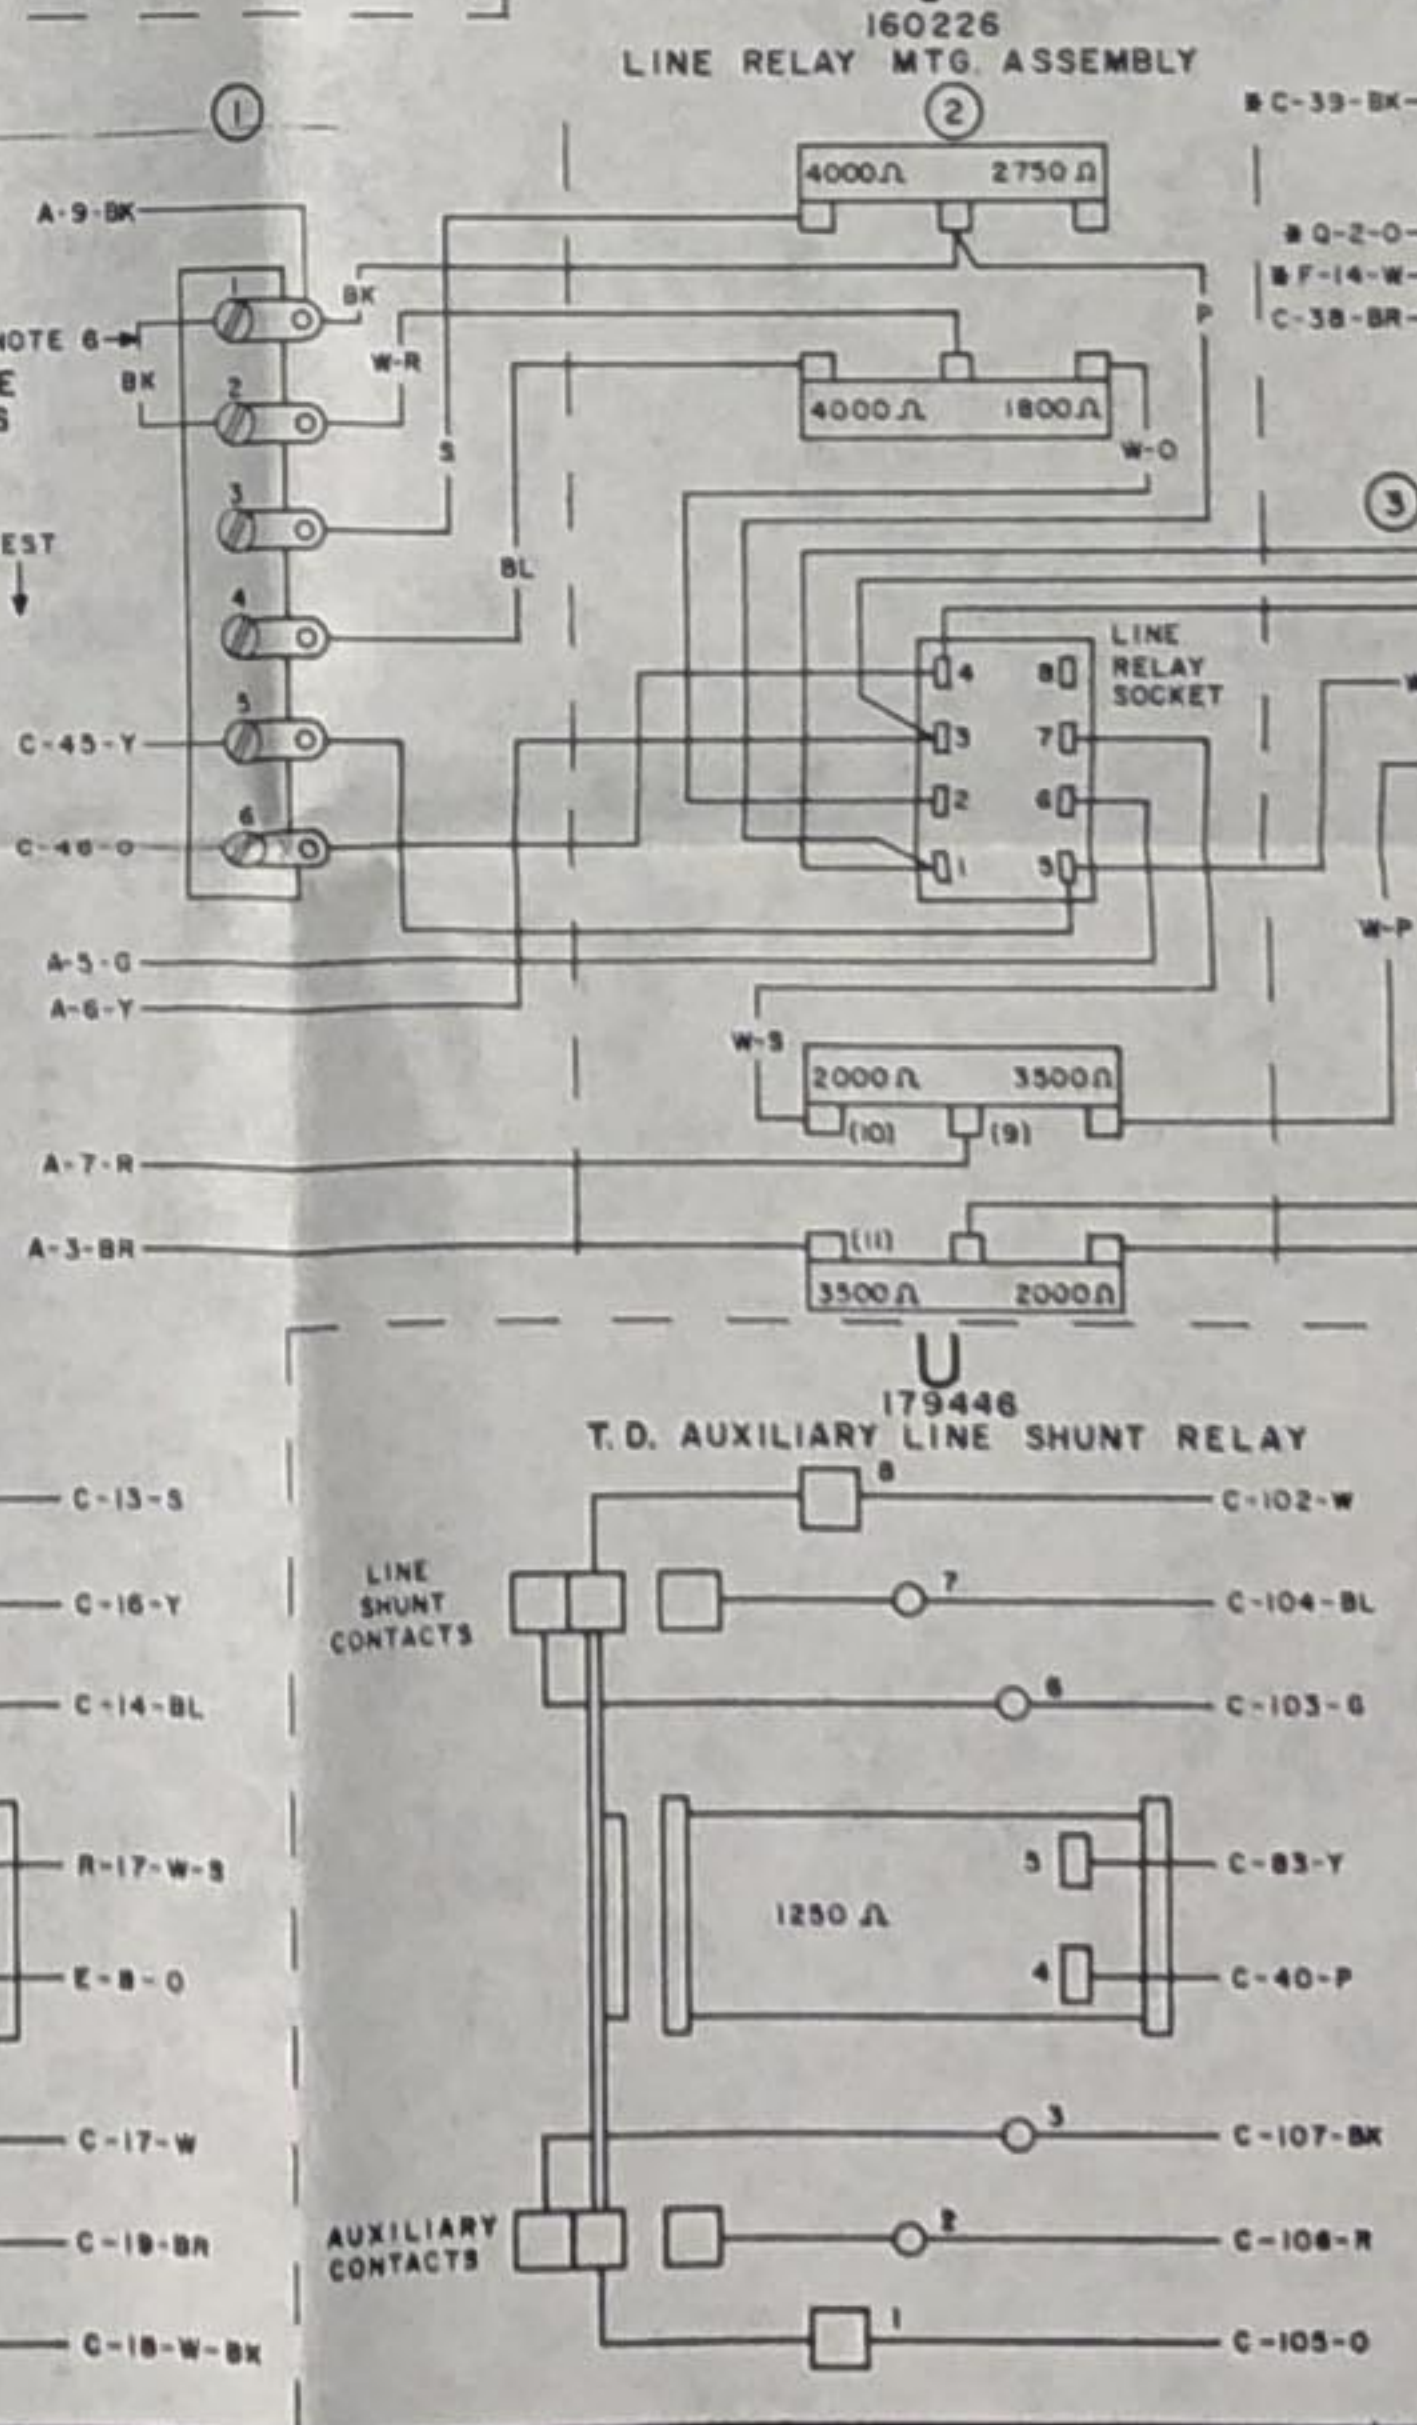 160226
LINE RELAY MTG. ASSEMBLY
1
2
C-39-BK-
4000Ω 2750Ω
A-9-BK
Q-2-O-
F-14-W-
C-38-BR-
1
BK
P
NOTE 6
W-R
BK
2
4000Ω 1800Ω
S
W-O
3
3
EST
BL
4
LINE
RELAY
SOCKET
4 8
5
C-45-Y
3 7
2 6
6
C-46-O
1 5
W-P
A-5-G
A-6-Y
W-S
2000Ω 3500Ω
(10) (9)
A-7-R
A-3-BR
(11)
3500Ω 2000Ω
U
179446
T.D. AUXILIARY LINE SHUNT RELAY
8
C-13-S
C-102-W
LINE
SHUNT
CONTACTS
7
C-16-Y
C-104-BL
6
C-14-BL
C-103-G
R-17-W-S
5
C-83-Y
1250Ω
E-8-O
4
C-40-P
3
C-17-W
C-107-BK
AUXILIARY
CONTACTS
2
C-19-BR
C-106-R
1
C-18-W-BK
C-105-O